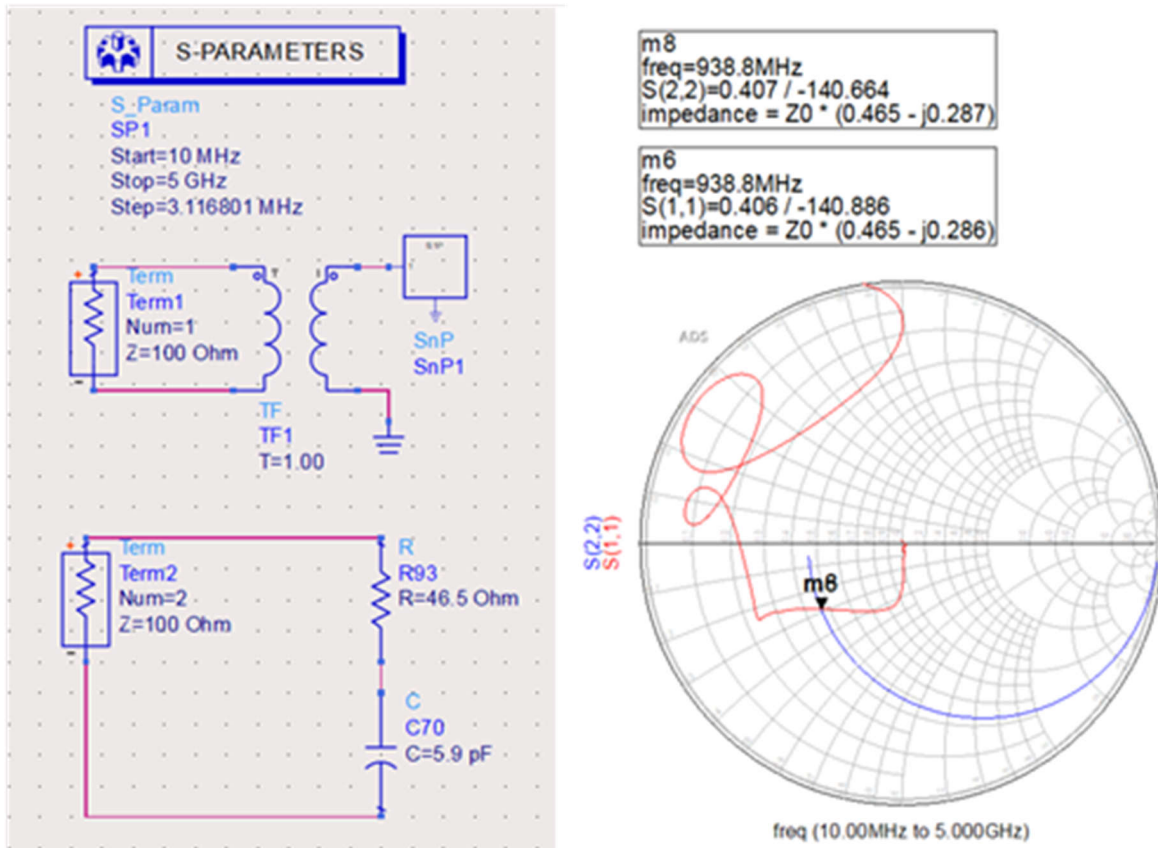 S-PARAMETERS
S_Param
SP1
Start=10 MHz
Stop=5 GHz
Step=3.116801 MHz
Term
Term1
Num=1
Z=100 Ohm
TF
TF1
T=1.00
SnP
SnP1
Term
Term2
Num=2
Z=100 Ohm
R
R93
R=46.5 Ohm
C
C70
C=5.9 pF
m8
freq=938.8MHz
S(2,2)=0.407 / -140.664
impedance = Z0 * (0.465 - j0.287)
m6
freq=938.8MHz
S(1,1)=0.406 / -140.886
impedance = Z0 * (0.465 - j0.286)
ADS
S(2,2)
S(1,1)
m8
freq (10.00MHz to 5.000GHz)